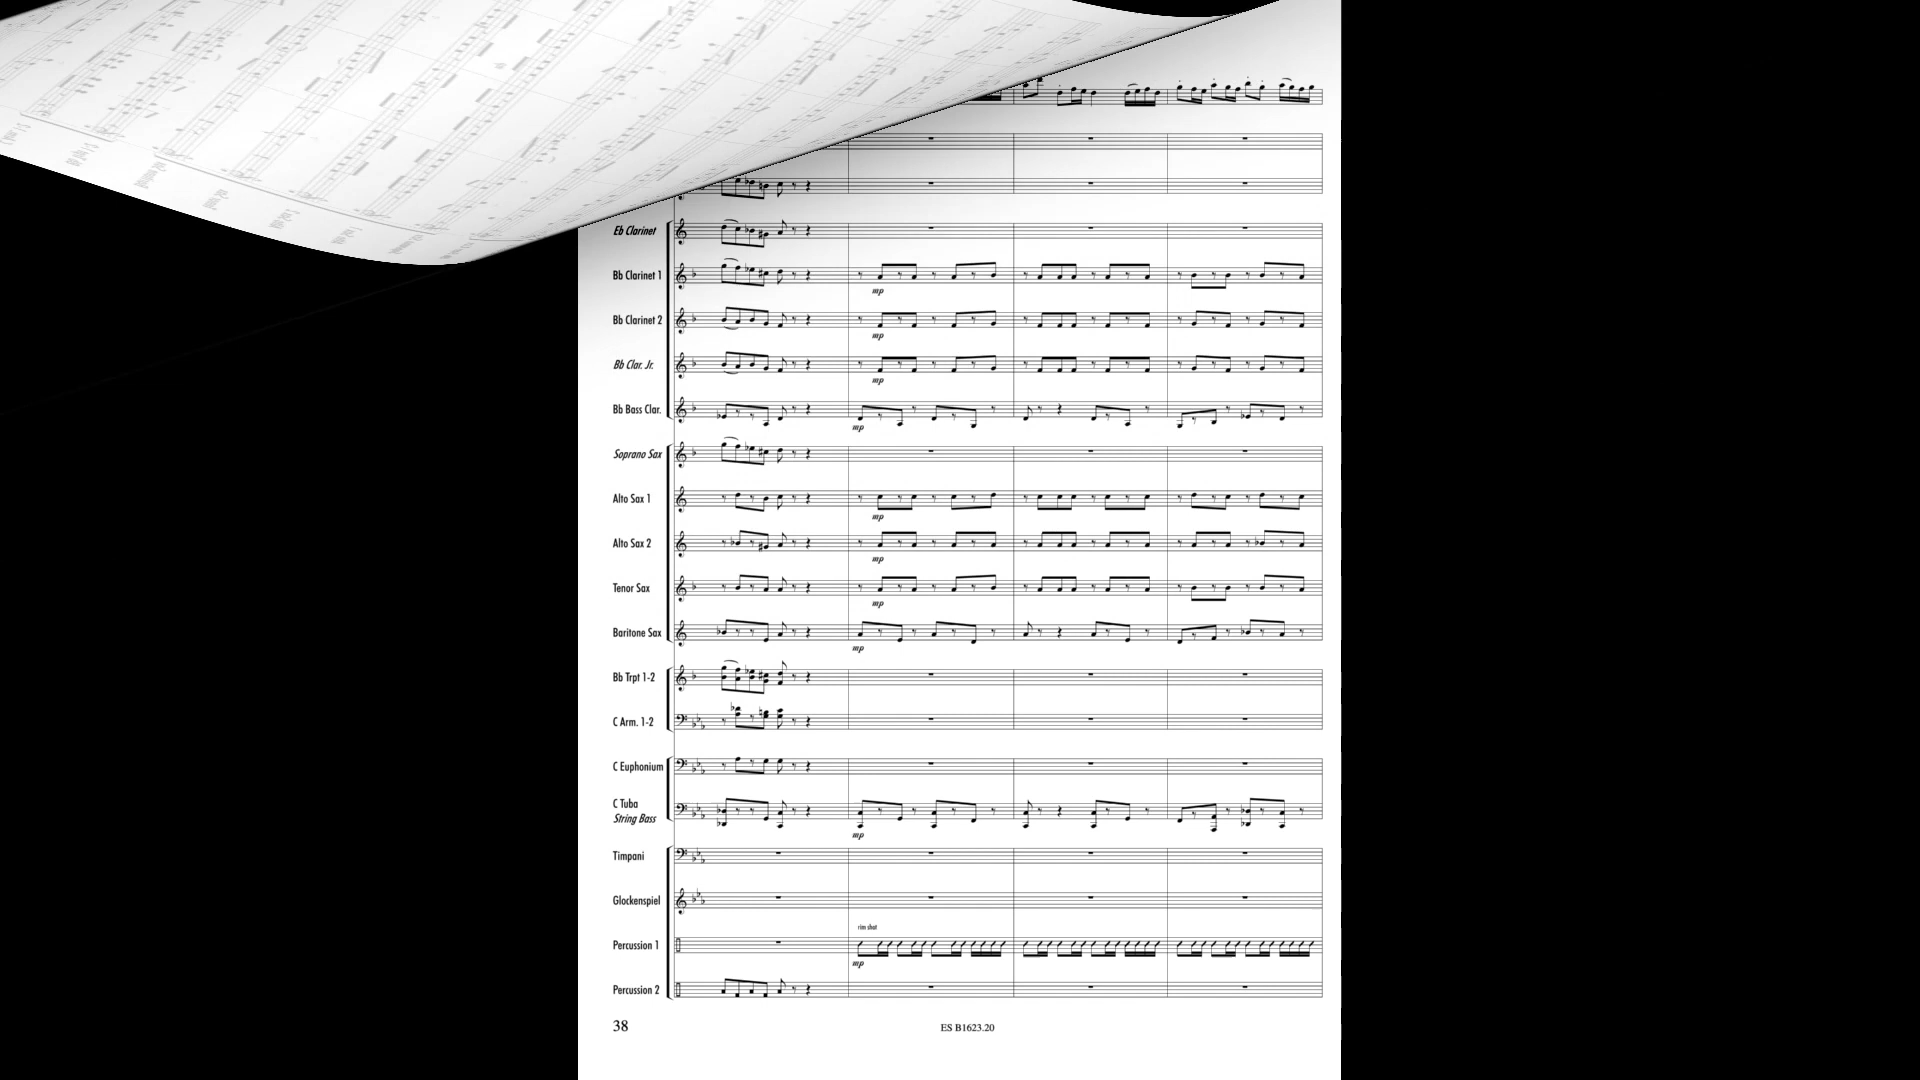 Eb Clarinet
Bb Clarinet 1
mp
Bb Clarinet 2
mp
Bb Clar. Jr.
mp
Bb Bass Clar.
mp
Soprano Sax
Alto Sax 1
mp
Alto Sax 2
mp
Tenor Sax
mp
Baritone Sax
mp
Bb Trpt 1-2
C Arm. 1-2
C Euphonium
C Tuba
String Bass
mp
Timpani
Glockenspiel
rim shot
Percussion 1
mp
Percussion 2
38 ES B1623.20